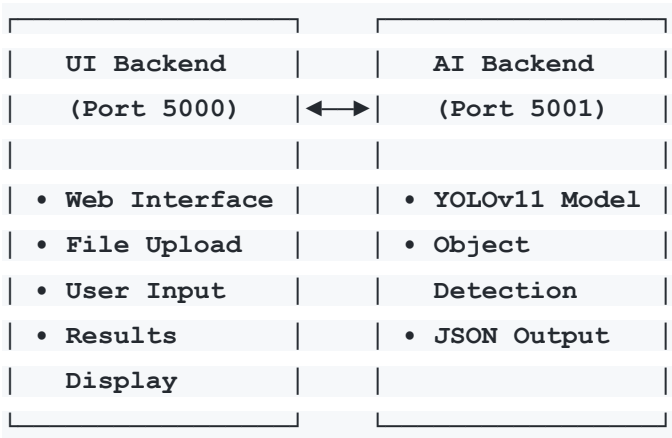 UI Backend AI Backend
(Port 5000) (Port 5001)
• Web Interface • YOLOv11 Model
• File Upload • Object
• User Input Detection
• Results • JSON Output
Display